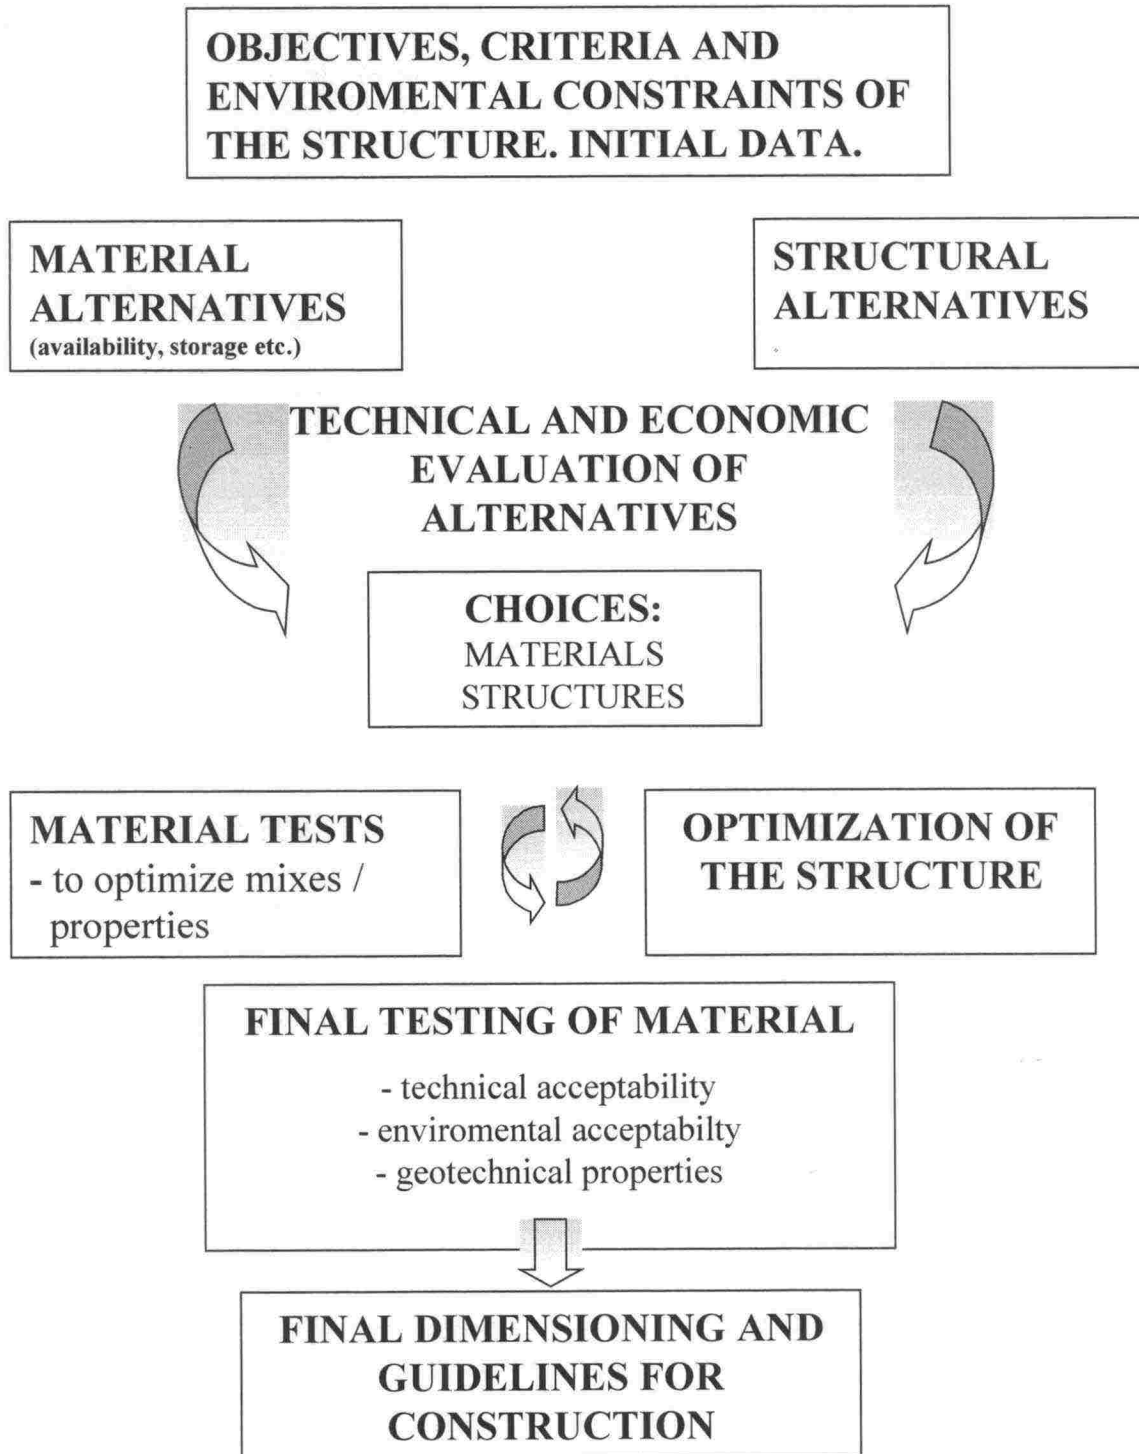 OBJECTIVES, CRITERIA AND
ENVIROMENTAL CONSTRAINTS OF
THE STRUCTURE. INITIAL DATA.
MATERIAL
ALTERNATIVES
(availability, storage etc.)
STRUCTURAL
ALTERNATIVES
TECHNICAL AND ECONOMIC
EVALUATION OF
ALTERNATIVES
CHOICES:
MATERIALS
STRUCTURES
MATERIAL TESTS
- to optimize mixes /
properties
OPTIMIZATION OF
THE STRUCTURE
FINAL TESTING OF MATERIAL
- technical acceptability
- enviromental acceptabilty
- geotechnical properties
FINAL DIMENSIONING AND
GUIDELINES FOR
CONSTRUCTION